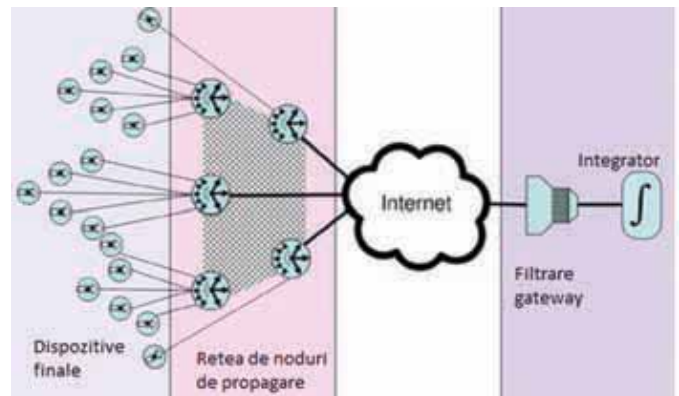 Dispozitive
finale
Retea de noduri
de propagare
Internet
Filtrare
gateway
Integrator